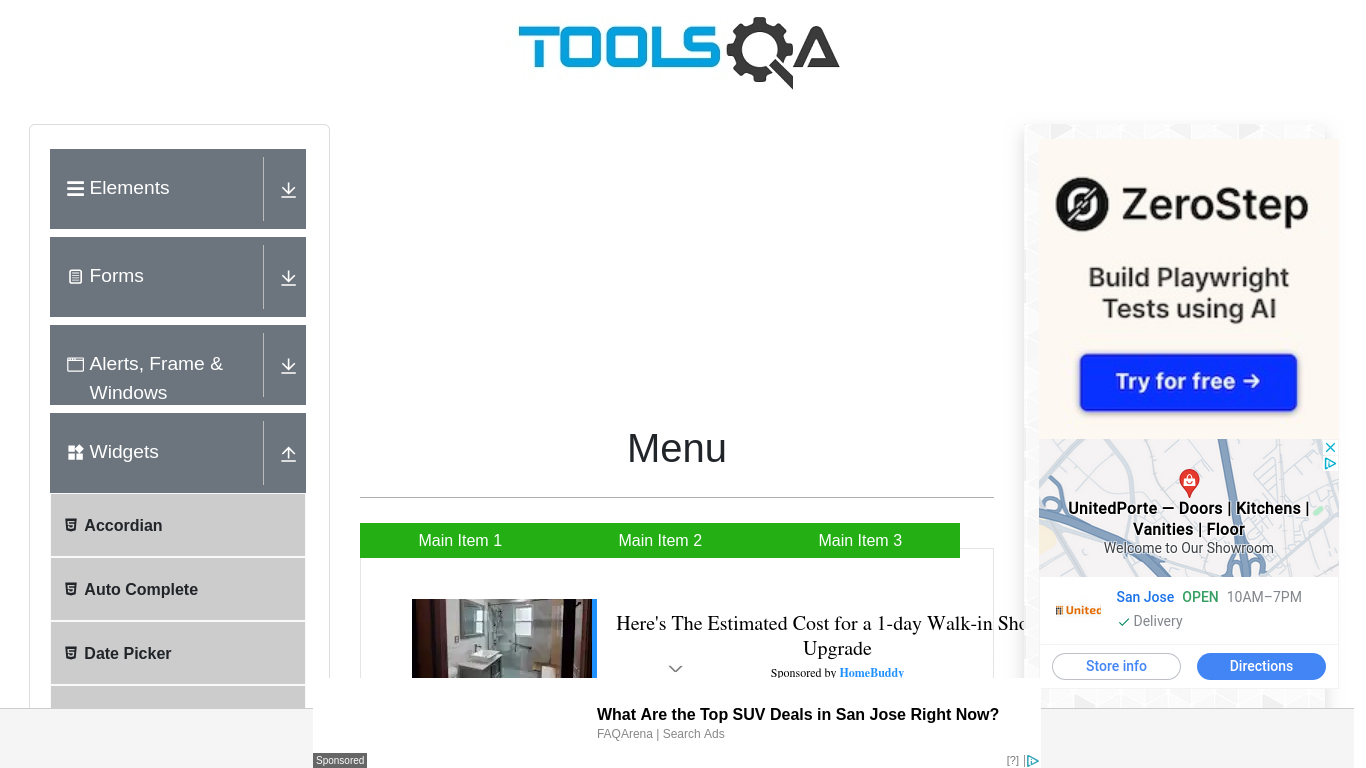 TOOLSQA
Elements
Forms
Alerts, Frame &
Windows
Widgets
Accordian
Auto Complete
Date Picker
Menu
Main Item 1
Main Item 2
Main Item 3
Here's The Estimated Cost for a 1-day Walk-in Sho
Upgrade
Sponsored by HomeBuddy
ZeroStep
Build Playwright
Tests using AI
Try for free →
UnitedPorte — Doors | Kitchens |
Vanities | Floor
Welcome to Our Showroom
United
San Jose OPEN 10AM–7PM
Delivery
Store info
Directions
What Are the Top SUV Deals in San Jose Right Now?
FAQArena | Search Ads
Sponsored
[?] |